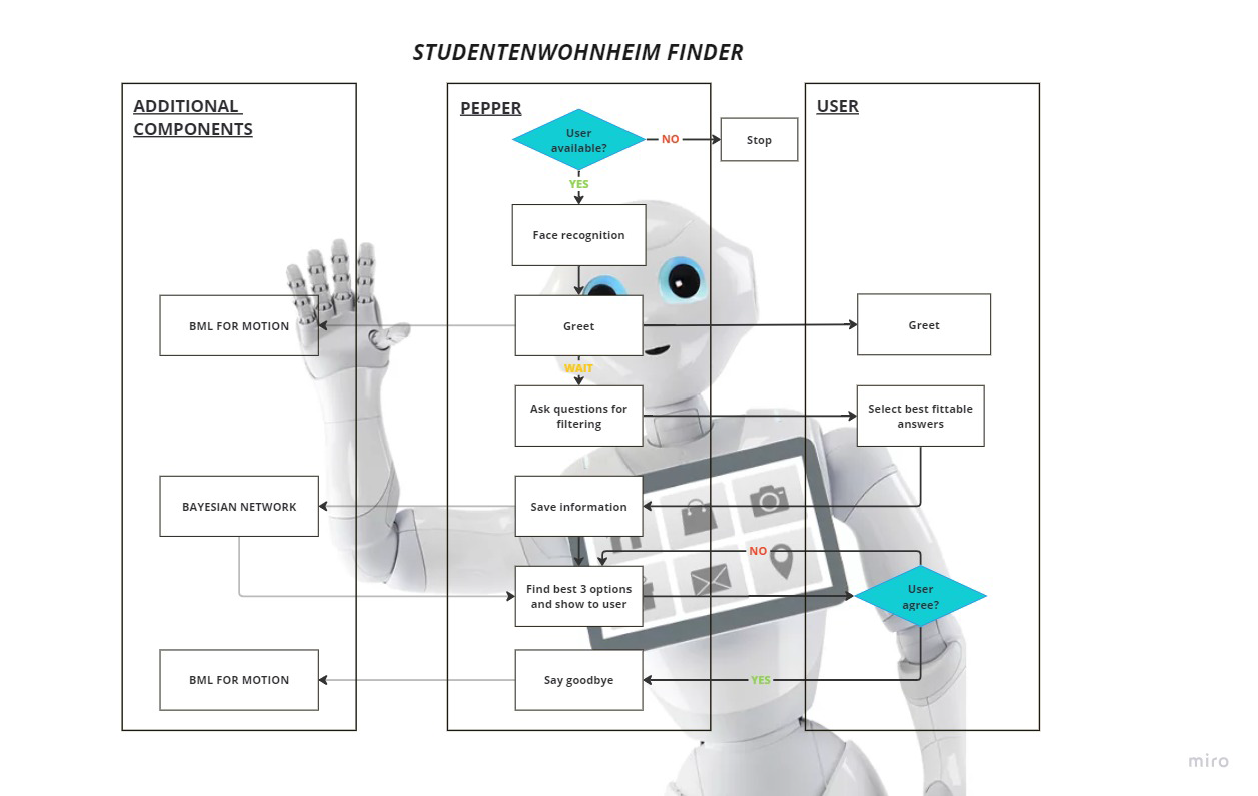 STUDENTENWOHNHEIM FINDER
ADDITIONAL
COMPONENTS
PEPPER
USER
User
available?
NO
Stop
YES
Face recognition
BML FOR MOTION
Greet
Greet
WAIT
Ask questions for
filtering
Select best fittable
answers
BAYESIAN NETWORK
Save information
NO
Find best 3 options
and show to user
User
agree?
BML FOR MOTION
Say goodbye
YES
miro